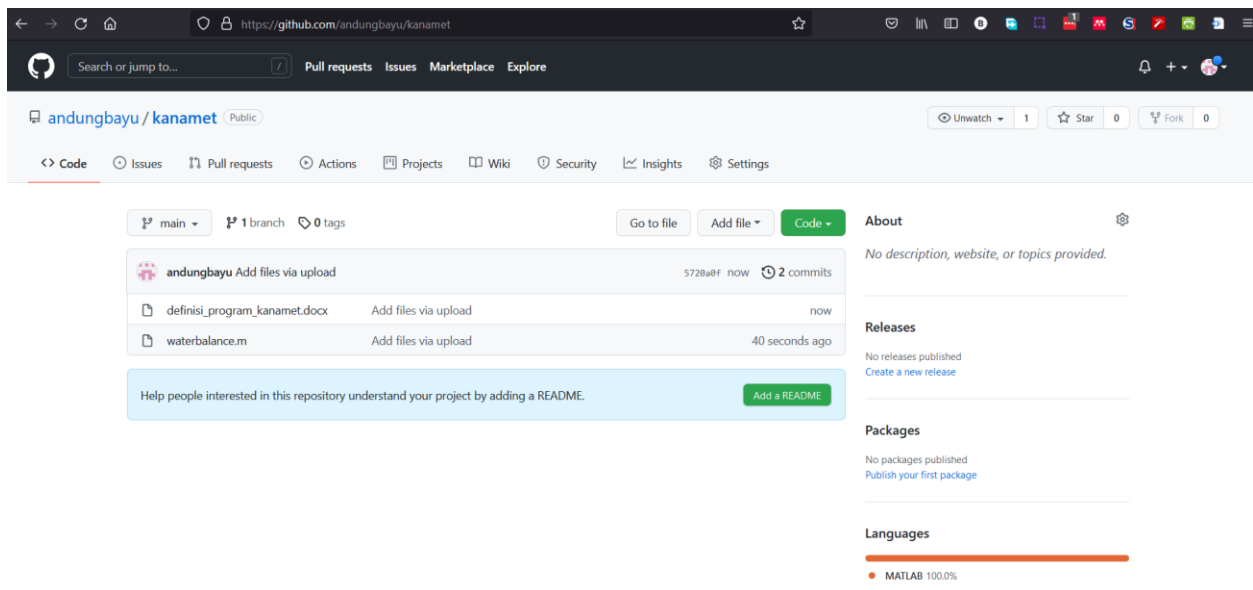 https://github.com/andungbayu/kanamet
Search or jump to... / Pull requests Issues Marketplace Explore
andungbayu / kanamet Public
Unwatch 1 Star 0 Fork 0
Code Issues Pull requests Actions Projects Wiki Security Insights Settings
main 1 branch 0 tags Go to file Add file Code
andungbayu Add files via upload 5720a0f now 2 commits
definisi_program_kanamet.docx Add files via upload now
waterbalance.m Add files via upload 40 seconds ago
Help people interested in this repository understand your project by adding a README. Add a README
About
No description, website, or topics provided.
Releases
No releases published
Create a new release
Packages
No packages published
Publish your first package
Languages
MATLAB 100.0%